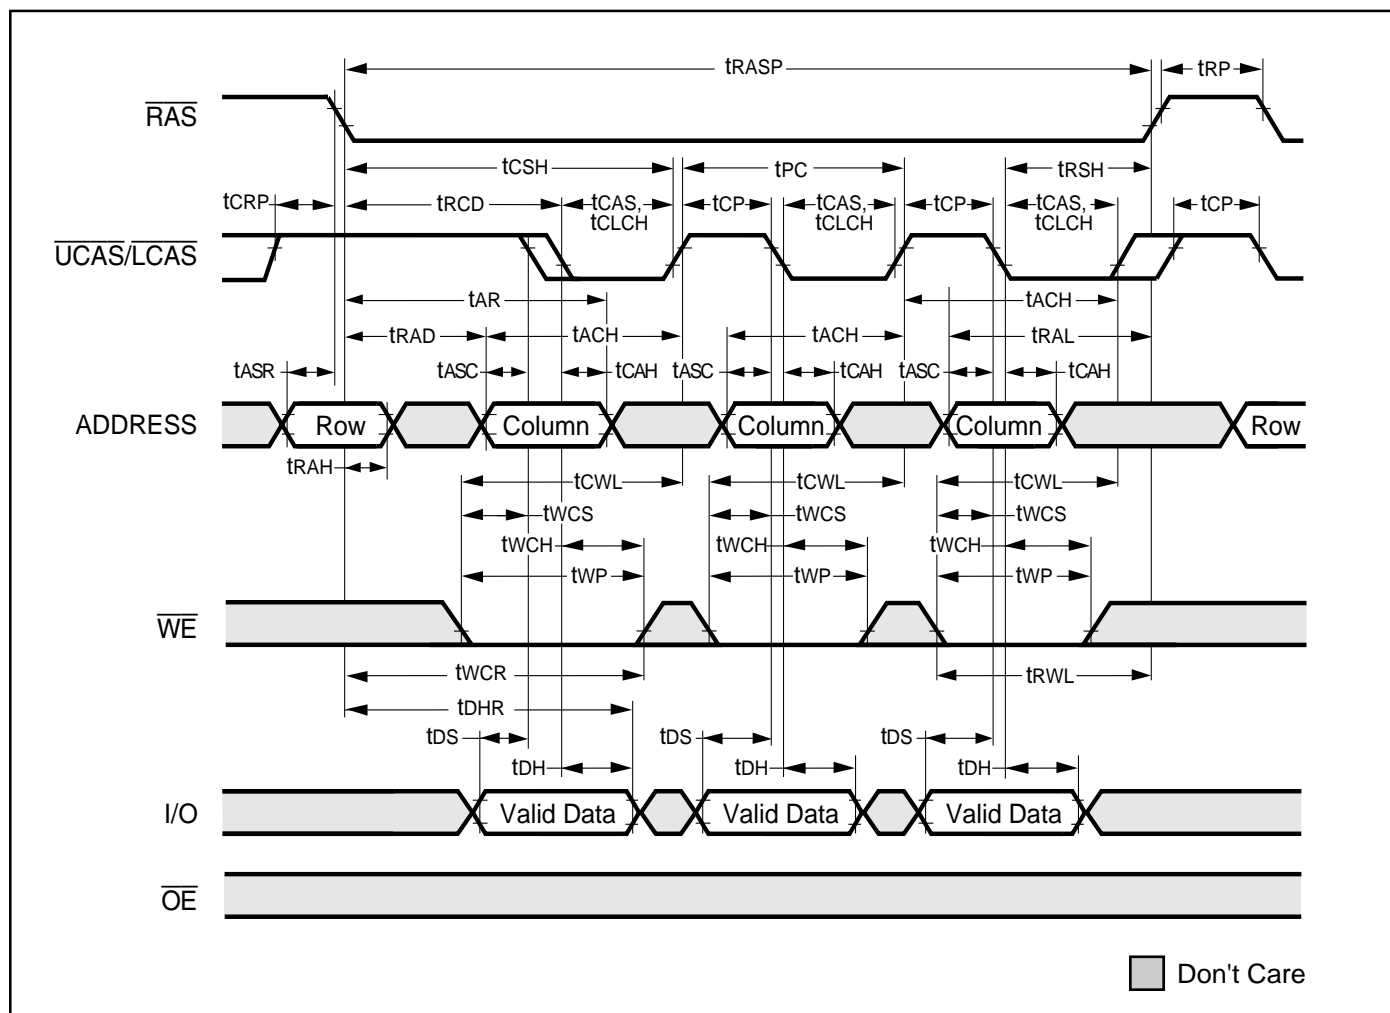 tRASP tRP
RAS
tCSH tPC tRSH
tCRP tRCD tCAS, tCLCH tCP tCAS, tCLCH tCP tCAS, tCLCH tCP
UCAS/LCAS
tAR tACH
tRAD tACH tACH tRAL
tASR tASC tCAH tASC tCAH tASC tCAH
ADDRESS Row Column Column Column Row
tRAH
tCWL tCWL tCWL
tWCS tWCS tWCS
tWCH tWCH tWCH
tWP tWP tWP
WE
tWCR tRWL
tDHR
tDS tDS tDS
tDH tDH tDH
I/O Valid Data Valid Data Valid Data
OE
Don't Care